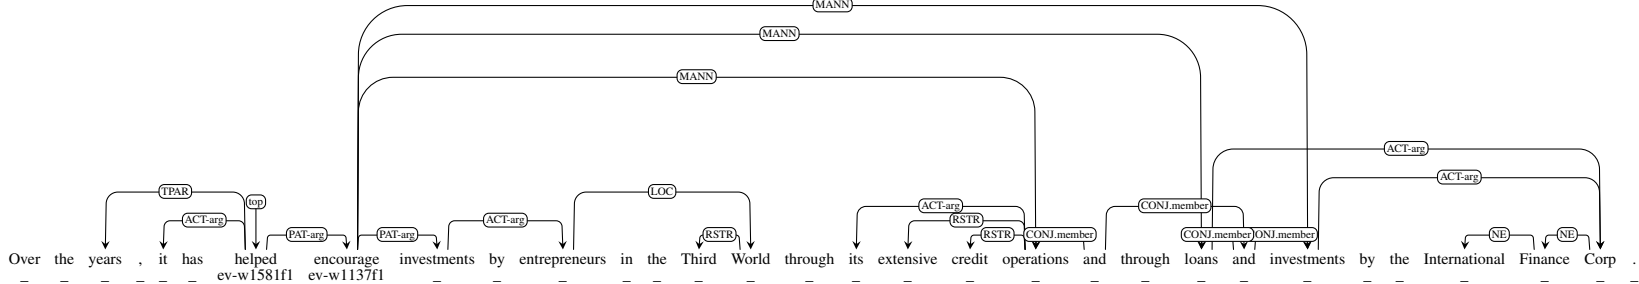 MANN
MANN
MANN
ACT-arg
ACT-arg
TPAR LOC
top
ACT-arg ACT-arg ACT-arg CONJ.member
RSTR
PAT-arg PAT-arg RSTR RSTR CONJ.member CONJ.member ONJ.member NE NE
Over the years , it has helped encourage investments by entrepreneurs in the Third World through its extensive credit operations and through loans and investments by the International Finance Corp .
ev-w1581f1 ev-w1137f1
_ _ _ _ _ _ _ _ _ _ _ _ _ _ _ _ _ _ _ _ _ _ _ _ _ _ _ _ _